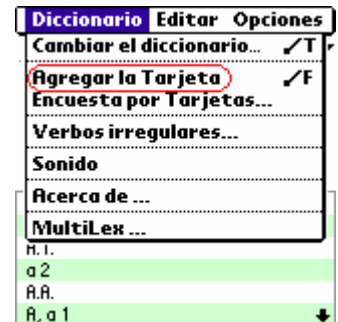 Diccionario Editar Opciones
Cambiar el diccionario... ⁄T
Agregar la Tarjeta ⁄F
Encuesta por Tarjetas...
Verbos irregulares...
Sonido
Acerca de ...
MultiLex ...
A. 1.
a 2
A.A.
A, a 1